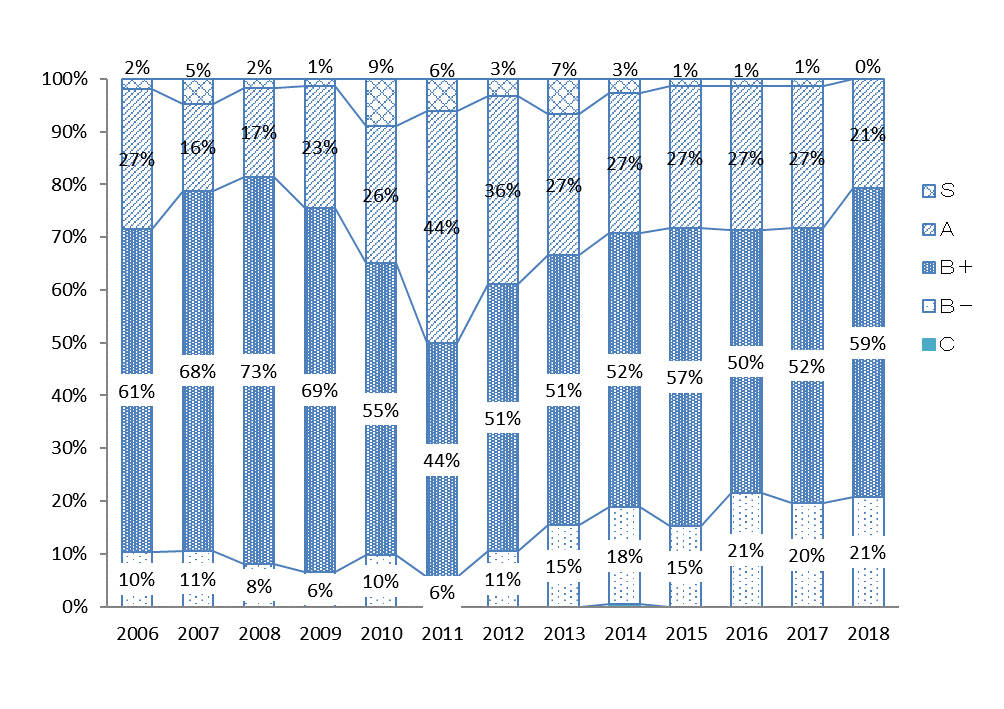 2% 5% 2% 1% 9% 6% 3% 7% 3% 1% 1% 1% 0%
100%
90%
80%
70%
60%
50%
40%
30%
20%
10%
0%
27% 16% 17% 23% 26% 44% 36% 27% 27% 27% 27% 27% 21%
61% 68% 73% 69% 55% 44% 51% 51% 52% 57% 50% 52% 59%
10% 11% 8% 6% 10% 6% 11% 15% 18% 15% 21% 20% 21%
2006 2007 2008 2009 2010 2011 2012 2013 2014 2015 2016 2017 2018
S
A
B+
B−
C